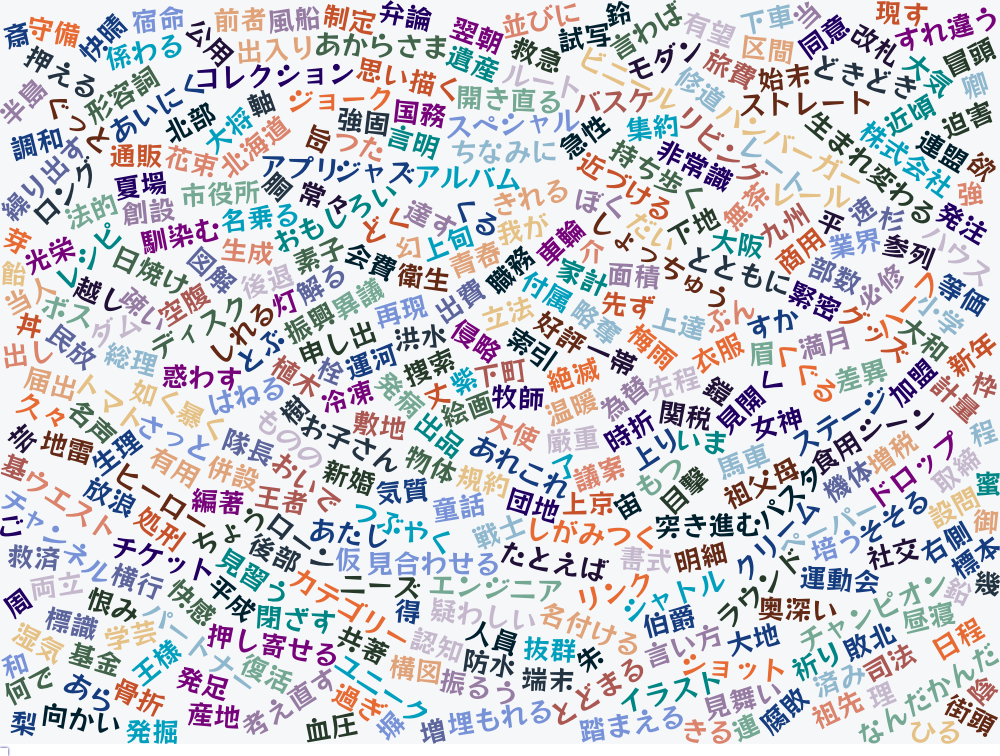 斎
守備
快晴
宿命
係わる
公用
前者
風船
制定
弁論
翌朝
並びに
鈴
試写
言わば
有望
下車
当
同意
現す
改札
すれ違う
冒頭
出入り
あからさま
遺産
救急
ルート
ビニール
モダン
旅費
区間
始末
どきどき
大気
卿
押える
半島
形容詞
コレクション
思い描く
ジョーク
国務
開き直る
バスケ
修道
ストレート
近頃
迫害
ぐっと
あいにく
北部
大将
軸
強固
言明
スペシャル
急性
集約
リビング
ハンバーガー
生まれ変わる
株式会社
連盟
欲
調和
通販
花束
北海道
旨
つた
ちなみに
持ち歩く
非常識
ルート
レール
強
繰り出す
ロング
夏場
市役所
アプリ
ジャズ
アルバム
近づける
無茶
九州
平
速
杉
発注
法的
創設
名乗る
常々
おもしろい
どく
達す
くる
きれる
ぼく
だい
下地
大阪
商用
業界
参列
ハウス
芽
光栄
馴染む
生成
素子
幻
上旬
青春
我が
車輪
介
しょっちゅう
とともに
部数
必修
飴
レシピ
日焼け
図解
後退
解る
会費
衛生
職務
家計
面積
緊密
等価
当人
ボス
越し
疎い
空腹
灯
異議
再現
出費
立法
付属
先ず
略奪
上達
ぶん
グッズ
小学
丼
民放
ダム
ディスク
しれる
振興
申し出
洪水
侵略
索引
好評
一帯
梅雨
衣服
すか
眉
満月
大和
新年
出し
総理
惑わす
とぶ
植木
栓
運河
捜索
紫
下町
絶滅
為替
先程
鎧
見開く
くぐる
差異
加盟
計量
枠
届出
人
久々
名声
トマト
如く
暴く
ばねる
冷凍
発病
丈
絵画
牧師
温暖
厳重
時折
関税
女神
ステージ
地雷
生理
さっと
隊長
ものの
お子さん
敷地
出品
大使
あれこれ
了
議案
上り
いま
馬車
食用
シーン
増税
程
基
ウエスト
放浪
有用
併設
おいで
新婚
気質
物体
規約
団地
上京
宙
もつ
目撃
祖父母
パスタ
機体
ドロップ
取締
蜜
チャンネル
ヒーロー
処刑
編著
王者
ちょっ
あたし
つぶやく
童話
戦士
しがみつく
突き進む
クリーム
ペーパー
そそる
設問
御
ご
救済
横行
チケット
見習う
後部
ローン
仮
見合わせる
たとえば
書式
明細
培う
社交
右側
標本
周
両立
恨み
快感
平成
閉ざす
カテゴリー
ニーズ
エンジニア
リンク
シャトル
ラウンド
運動会
鉛
幾
標識
学芸
パートナー
押し寄せる
共著
得
疑わしい
名付ける
伯爵
奥深い
チャンピオン
昼寝
湿気
基金
王様
復活
ユニーク
認知
人員
抜群
朱
言い方
大地
祈り
敗北
日程
和
何で
あら
骨折
発足
考え直す
過ぎ
構図
防水
端末
とどまる
ショット
済み
司法
なんだかんだ
梨
向かい
発掘
産地
血圧
増
振るう
埋もれる
踏まえる
イラスト
きる
連
見舞い
腐敗
祖先
理
ひる
街頭
陰